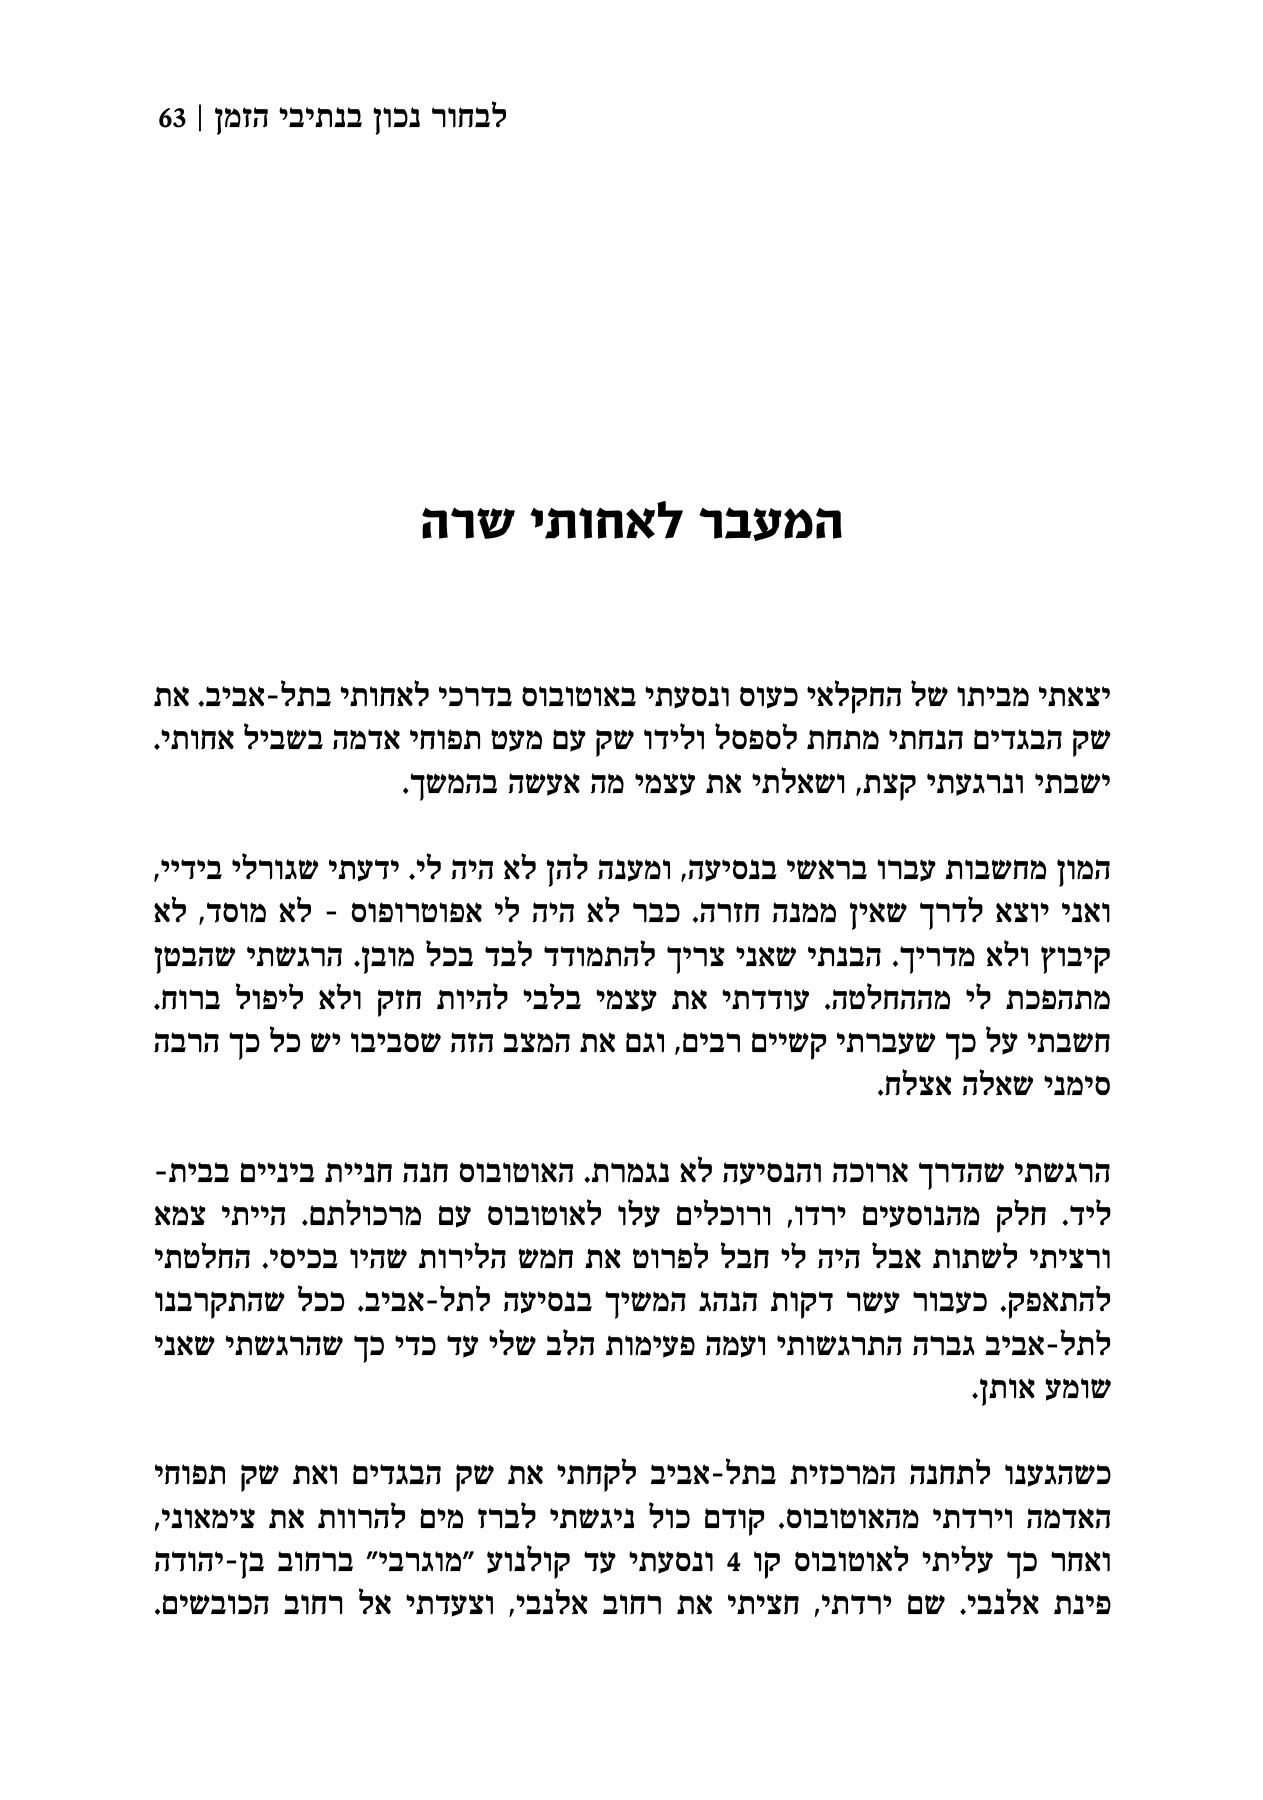 לבחור נכון בנתיבי הזמן | 63
המעבר לאחותי שרה
יצאתי מביתו של החקלאי כעוס ונסעתי באוטובוס בדרכי לאחותי בתל-אביב. את
שק הבגדים הנחתי מתחת לספסל ולידו שק עם מעט תפוחי אדמה בשביל אחותי.
ישבתי ונרגעתי קצת, ושאלתי את עצמי מה אעשה בהמשך.
המון מחשבות עברו בראשי בנסיעה, ומענה להן לא היה לי. ידעתי שגורלי בידיי,
ואני יוצא לדרך שאין ממנה חזרה. כבר לא היה לי אפוטרופוס - לא מוסד, לא
קיבוץ ולא מדריך. הבנתי שאני צריך להתמודד לבד בכל מובן. הרגשתי שהבטן
מתהפכת לי מההחלטה. עודדתי את עצמי בלבי להיות חזק ולא ליפול ברוח.
חשבתי על כך שעברתי קשיים רבים, וגם את המצב הזה שסביבו יש כל כך הרבה
סימני שאלה אצלח.
הרגשתי שהדרך ארוכה והנסיעה לא נגמרת. האוטובוס חנה חניית ביניים בבית-
ליד. חלק מהנוסעים ירדו, ורוכלים עלו לאוטובוס עם מרכולתם. הייתי צמא
ורציתי לשתות אבל היה לי חבל לפרוט את חמש הלירות שהיו בכיסי. החלטתי
להתאפק. כעבור עשר דקות הנהג המשיך בנסיעה לתל-אביב. ככל שהתקרבנו
לתל-אביב גברה התרגשותי ועמה פעימות הלב שלי עד כדי כך שהרגשתי שאני
שומע אותן.
כשהגענו לתחנה המרכזית בתל-אביב לקחתי את שק הבגדים ואת שק תפוחי
האדמה וירדתי מהאוטובוס. קודם כול ניגשתי לברז מים להרוות את צימאוני,
ואחר כך עליתי לאוטובוס קו 4 ונסעתי עד קולנוע "מוגרבי" ברחוב בן-יהודה
פינת אלנבי. שם ירדתי, חציתי את רחוב אלנבי, וצעדתי אל רחוב הכובשים.